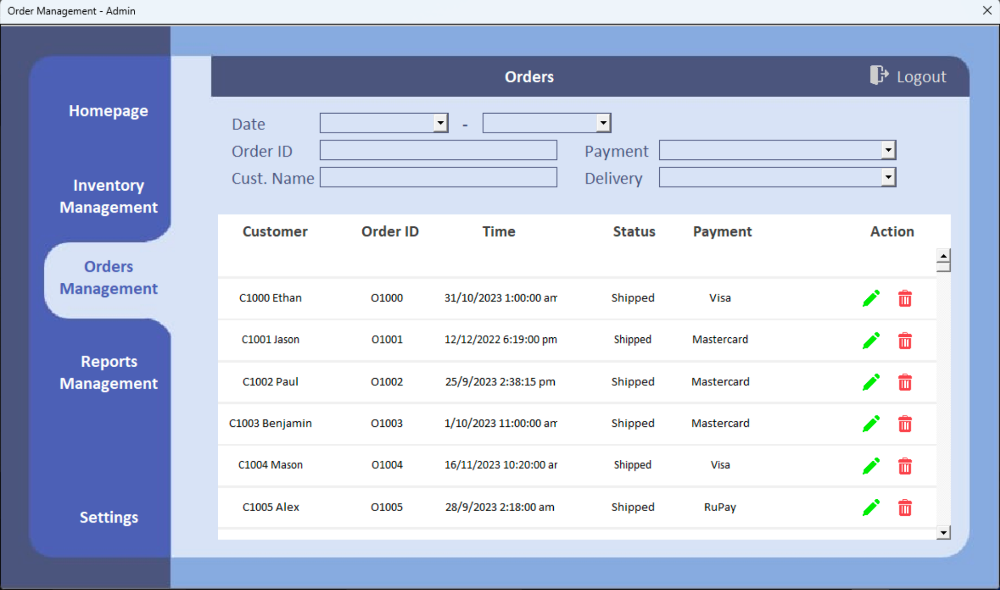 Order Management - Admin
Orders
Logout
Homepage
Inventory
Management
Orders
Management
Reports
Management
Settings
Date -
Order ID Payment
Cust. Name Delivery
Customer Order ID Time Status Payment Action
C1000 Ethan O1000 31/10/2023 1:00:00 am Shipped Visa
C1001 Jason O1001 12/12/2022 6:19:00 pm Shipped Mastercard
C1002 Paul O1002 25/9/2023 2:38:15 pm Shipped Mastercard
C1003 Benjamin O1003 1/10/2023 11:00:00 am Shipped Mastercard
C1004 Mason O1004 16/11/2023 10:20:00 ar Shipped Visa
C1005 Alex O1005 28/9/2023 2:18:00 am Shipped RuPay